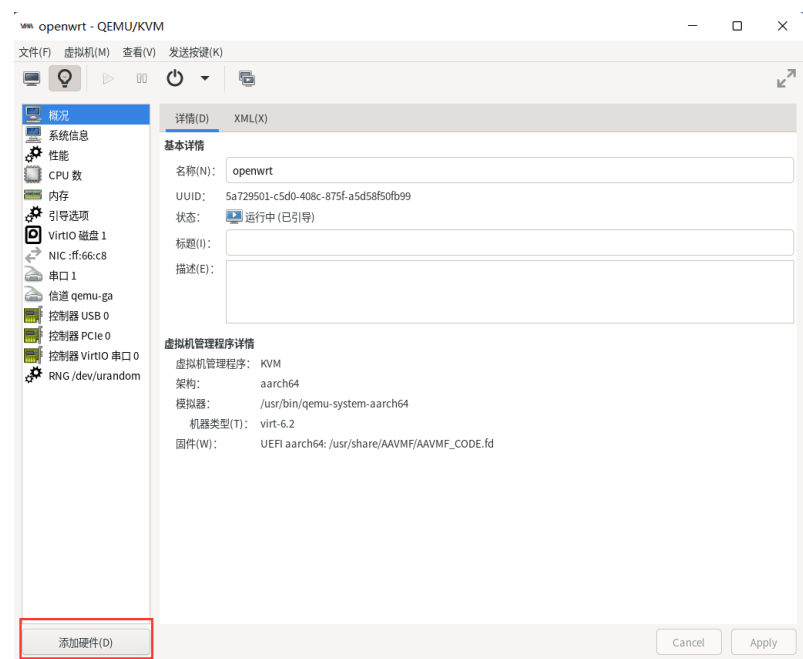 openwrt - QEMU/KVM
文件(F) 虚拟机(M) 查看(V) 发送按键(K)
概况
系统信息
性能
CPU 数
内存
引导选项
VirtIO 磁盘 1
NIC :ff:66:c8
串口 1
信道 qemu-ga
控制器 USB 0
控制器 PCIe 0
控制器 VirtIO 串口 0
RNG /dev/urandom
添加硬件(D)
详情(D) XML(X)
基本详情
名称(N): openwrt
UUID: 5a729501-c5d0-408c-875f-a5d58f50fb99
状态: 运行中 (已引导)
标题(I):
描述(E):
虚拟机管理程序详情
虚拟机管理程序: KVM
架构: aarch64
模拟器: /usr/bin/qemu-system-aarch64
机器类型(T): virt-6.2
固件(W): UEFI aarch64: /usr/share/AAVMF/AAVMF_CODE.fd
Cancel Apply